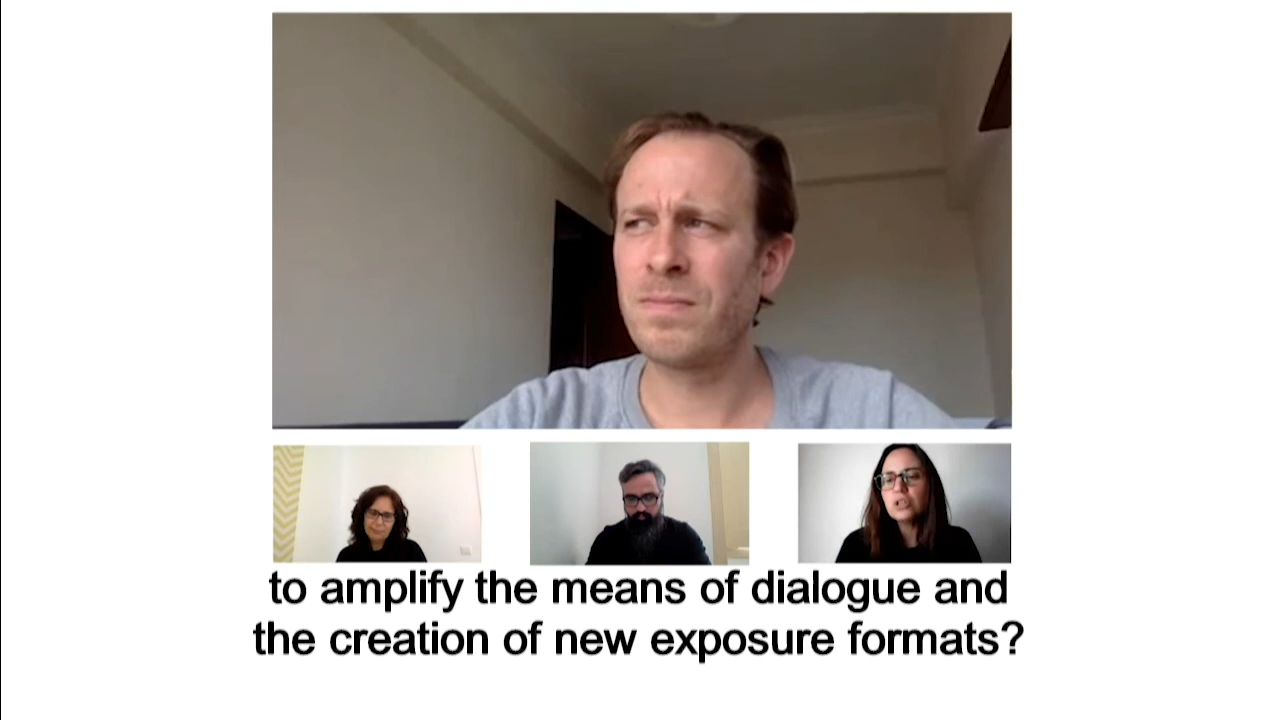 to amplify the means of dialogue and
the creation of new exposure formats?